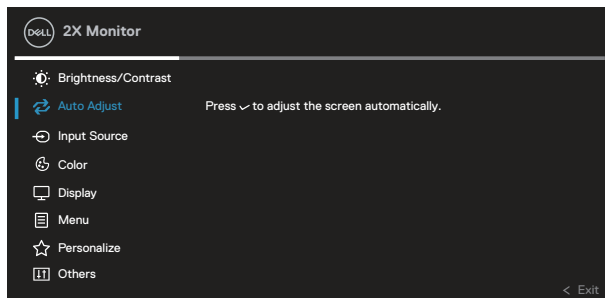 DELL 2X Monitor
Brightness/Contrast
Auto Adjust Press ✓ to adjust the screen automatically.
Input Source
Color
Display
Menu
Personalize
Others
< Exit